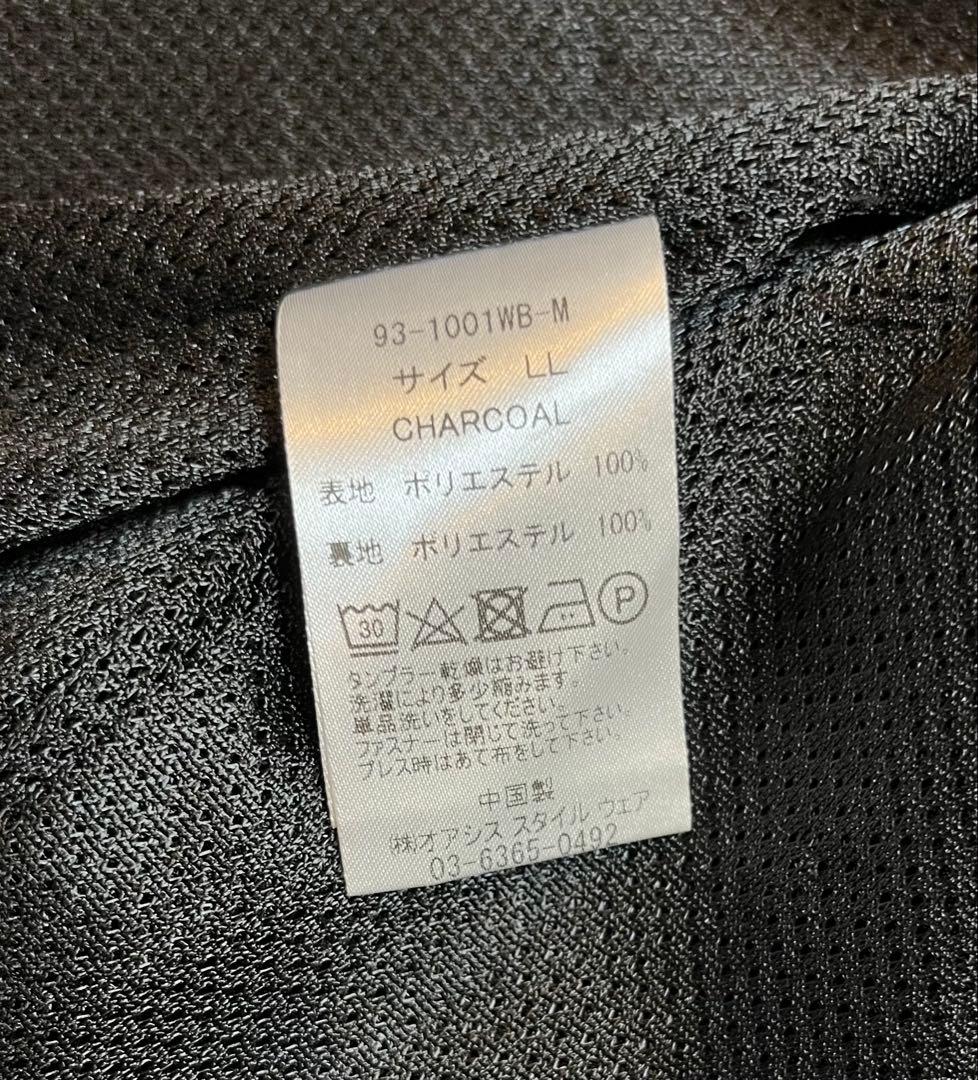 93-1001WB-M
サイズ LL
CHARCOAL
表地 ポリエステル 100%
裏地 ポリエステル 100%
30 P
タンブラー乾燥はお避け下さい。
洗濯により多少縮みます。
単品洗いをしてください。
ファスナーは閉じて洗って下さい。
プレス時はあて布をして下さい。
中国製
㈱オアシス スタイル ウェア
03-6365-0492